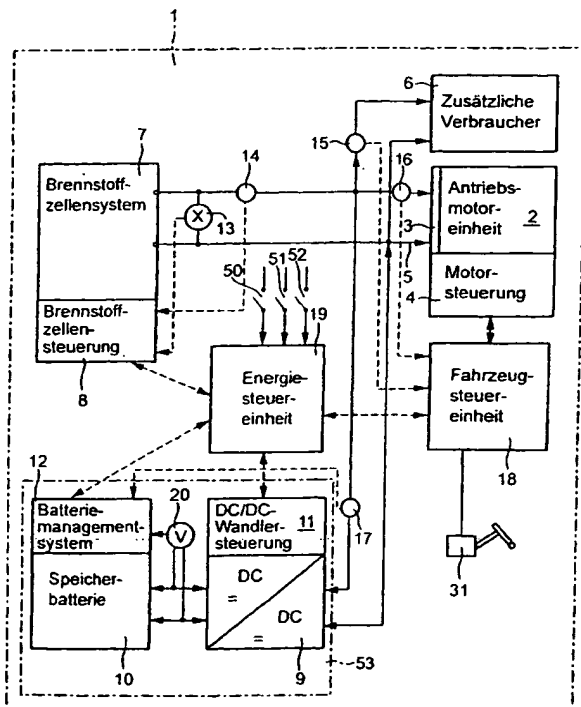 1
6
Zusätzliche
Verbraucher
7
Brennstoff-
zellensystem
14
15
16
X
13
Antriebs-
motor-
einheit
2
3
5
Motor-
steuerung
4
50
51
52
19
Brennstoff-
zellen-
steuerung
8
Energie-
steuer-
einheit
Fahrzeug-
steuer-
einheit
18
12
Batterie-
management-
system
20
V
DC/DC-
Wandler-
steuerung
11
17
31
Speicher-
batterie
10
DC
=
DC
=
9
53